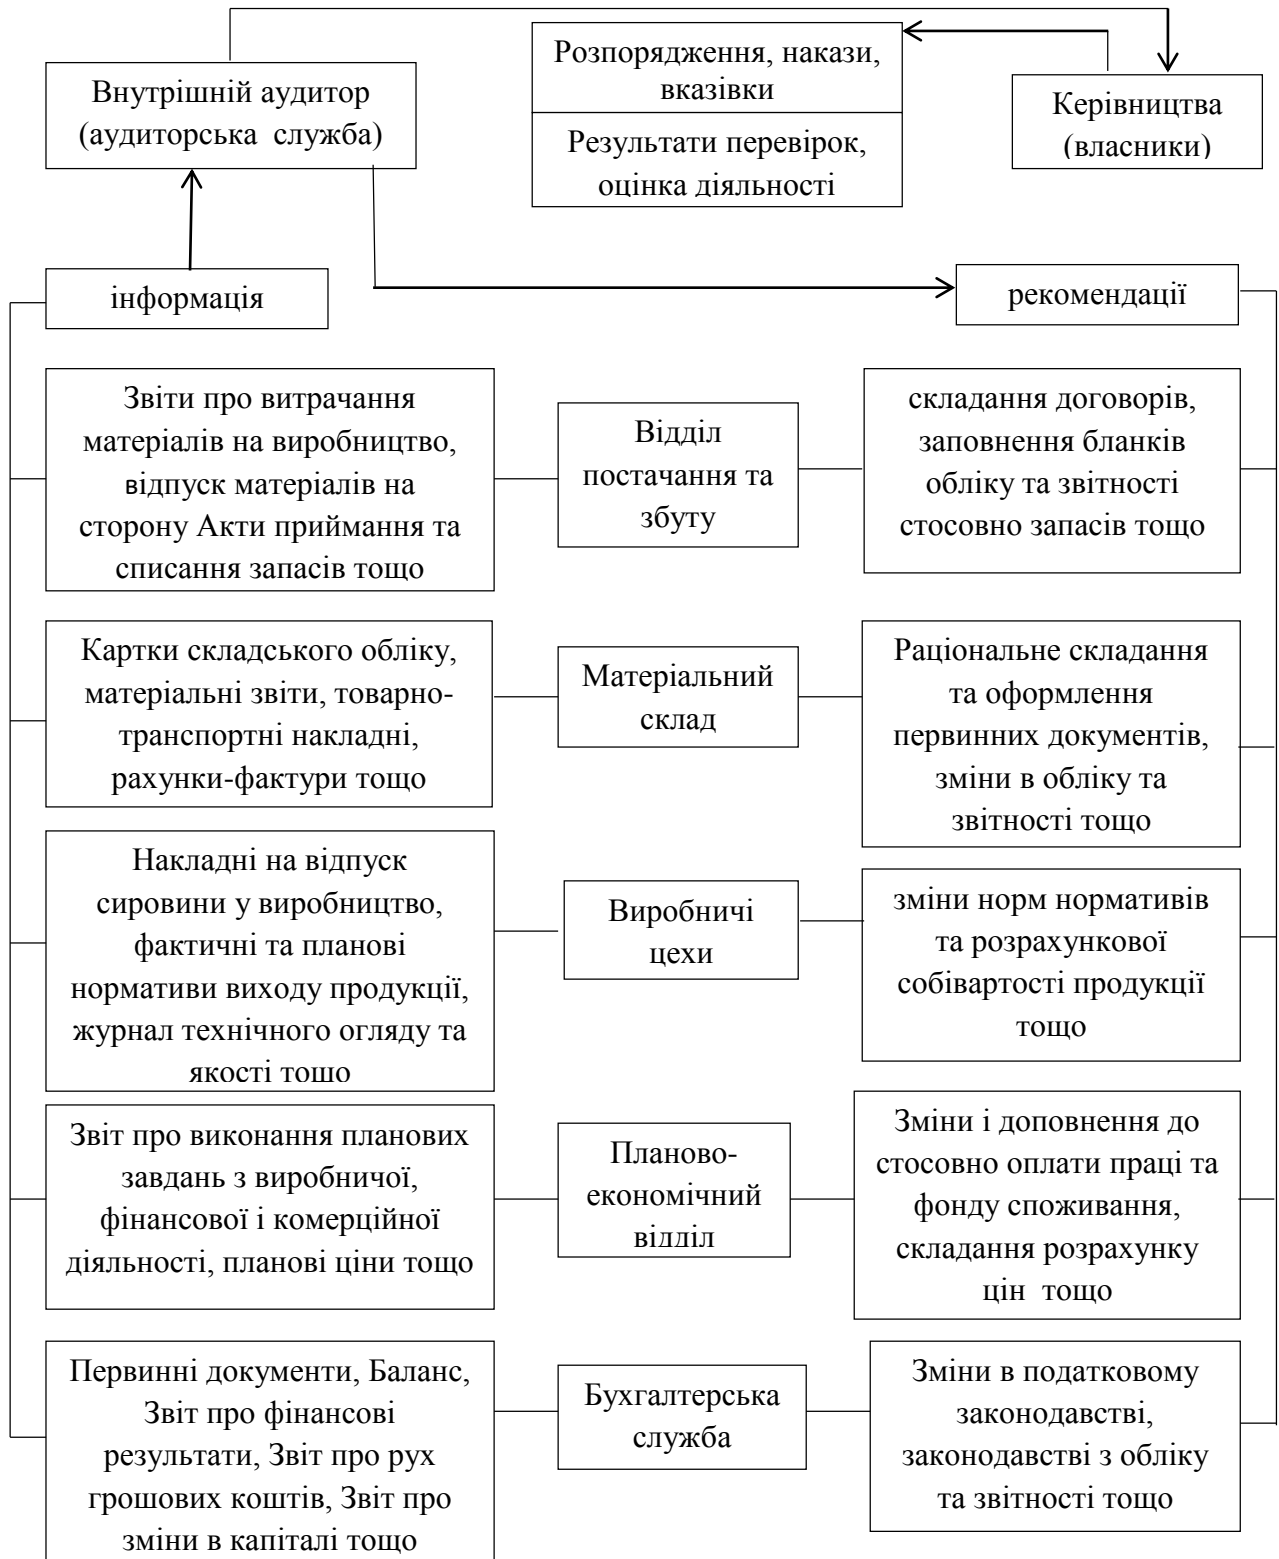 Внутрішній аудитор
(аудиторська служба)
Розпорядження, накази,
вказівки
Результати перевірок,
оцінка діяльності
Керівництва
(власники)
інформація
рекомендації
Звіти про витрачання
матеріалів на виробництво,
відпуск матеріалів на
сторону Акти приймання та
списання запасів тощо
Відділ
постачання та
збуту
складання договорів,
заповнення бланків
обліку та звітності
стосовно запасів тощо
Картки складського обліку,
матеріальні звіти, товарно-
транспортні накладні,
рахунки-фактури тощо
Матеріальний
склад
Раціональне складання
та оформлення
первинних документів,
зміни в обліку та
звітності тощо
Накладні на відпуск
сировини у виробництво,
фактичні та планові
нормативи виходу продукції,
журнал технічного огляду та
якості тощо
Виробничі
цехи
зміни норм нормативів
та розрахункової
собівартості продукції
тощо
Звіт про виконання планових
завдань з виробничої,
фінансової і комерційної
діяльності, планові ціни тощо
Планово-
економічний
відділ
Зміни і доповнення до
стосовно оплати праці та
фонду споживання,
складання розрахунку
цін тощо
Первинні документи, Баланс,
Звіт про фінансові
результати, Звіт про рух
грошових коштів, Звіт про
зміни в капіталі тощо
Бухгалтерська
служба
Зміни в податковому
законодавстві,
законодавстві з обліку
та звітності тощо